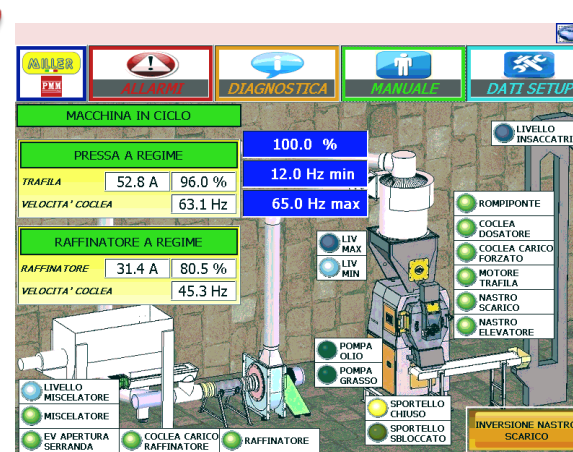 MILLER
PMM
ALLARMI
DIAGNOSTICA
MANUALE
DATI SETUP
MACCHINA IN CICLO
PRESSA A REGIME
TRAFILA 52.8 A 96.0 %
VELOCITA' COCLEA 63.1 Hz
100.0 %
12.0 Hz min
65.0 Hz max
RAFFINATORE A REGIME
RAFFINATORE 31.4 A 80.5 %
VELOCITA' COCLEA 45.3 Hz
LIVELLO
INSACCATRI
LIV
MAX
LIV
MIN
ROMPIPONTE
COCLEA
DOSATORE
COCLEA CARICO
FORZATO
MOTORE
TRAFILA
NASTRO
SCARICO
NASTRO
ELEVATORE
POMPA
OLIO
POMPA
GRASSO
LIVELLO
MISCELATORE
MISCELATORE
EV APERTURA
SERRANDA
COCLEA CARICO
RAFFINATORE
RAFFINATORE
SPORTELLO
CHIUSO
SPORTELLO
SBLOCCATO
INVERSIONE NASTRO
SCARICO